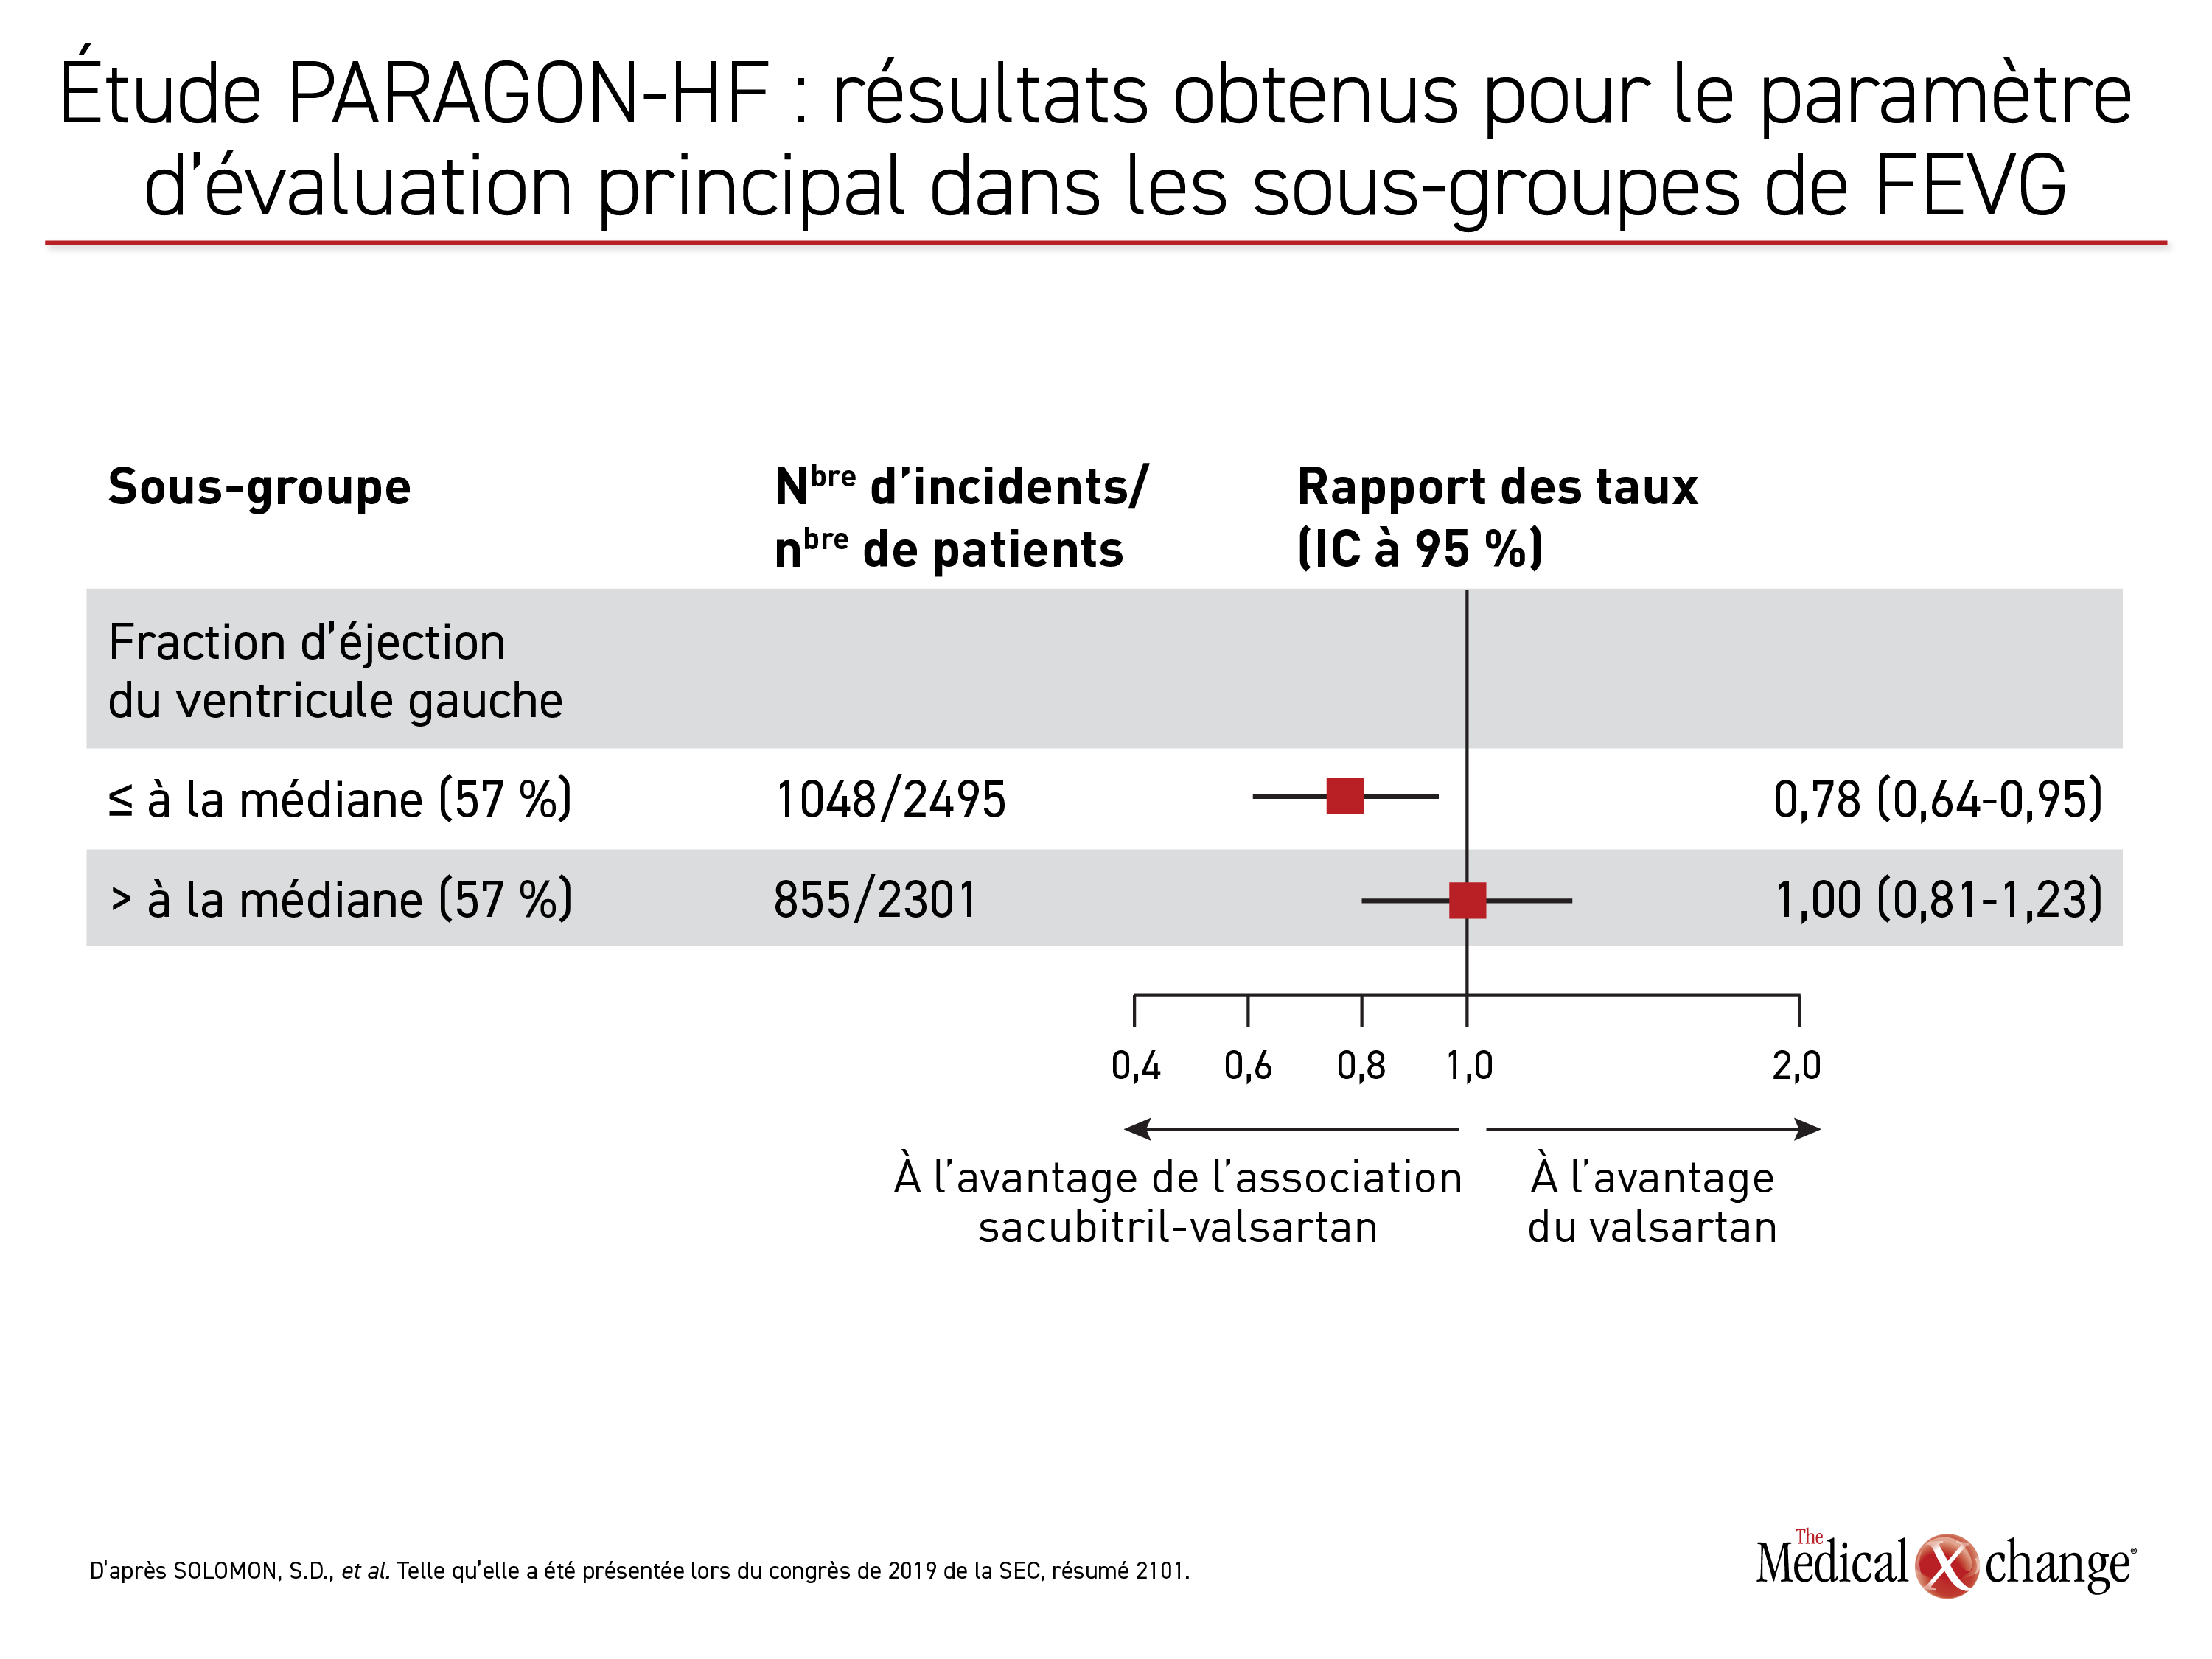 Étude PARAGON-HF : résultats obtenus pour le paramètre
d’évaluation principal dans les sous-groupes de FEVG
Sous-groupe
Nbre d’incidents/
nbre de patients
Rapport des taux
(IC à 95 %)
Fraction d’éjection
du ventricule gauche
≤ à la médiane (57 %) 1048/2495 0,78 (0,64-0,95)
> à la médiane (57 %) 855/2301 1,00 (0,81-1,23)
0,4 0,6 0,8 1,0 2,0
À l’avantage de l’association
sacubitril-valsartan
À l’avantage
du valsartan
D’après SOLOMON, S.D., et al. Telle qu’elle a été présentée lors du congrès de 2019 de la SEC, résumé 2101.
The
Medical X change®